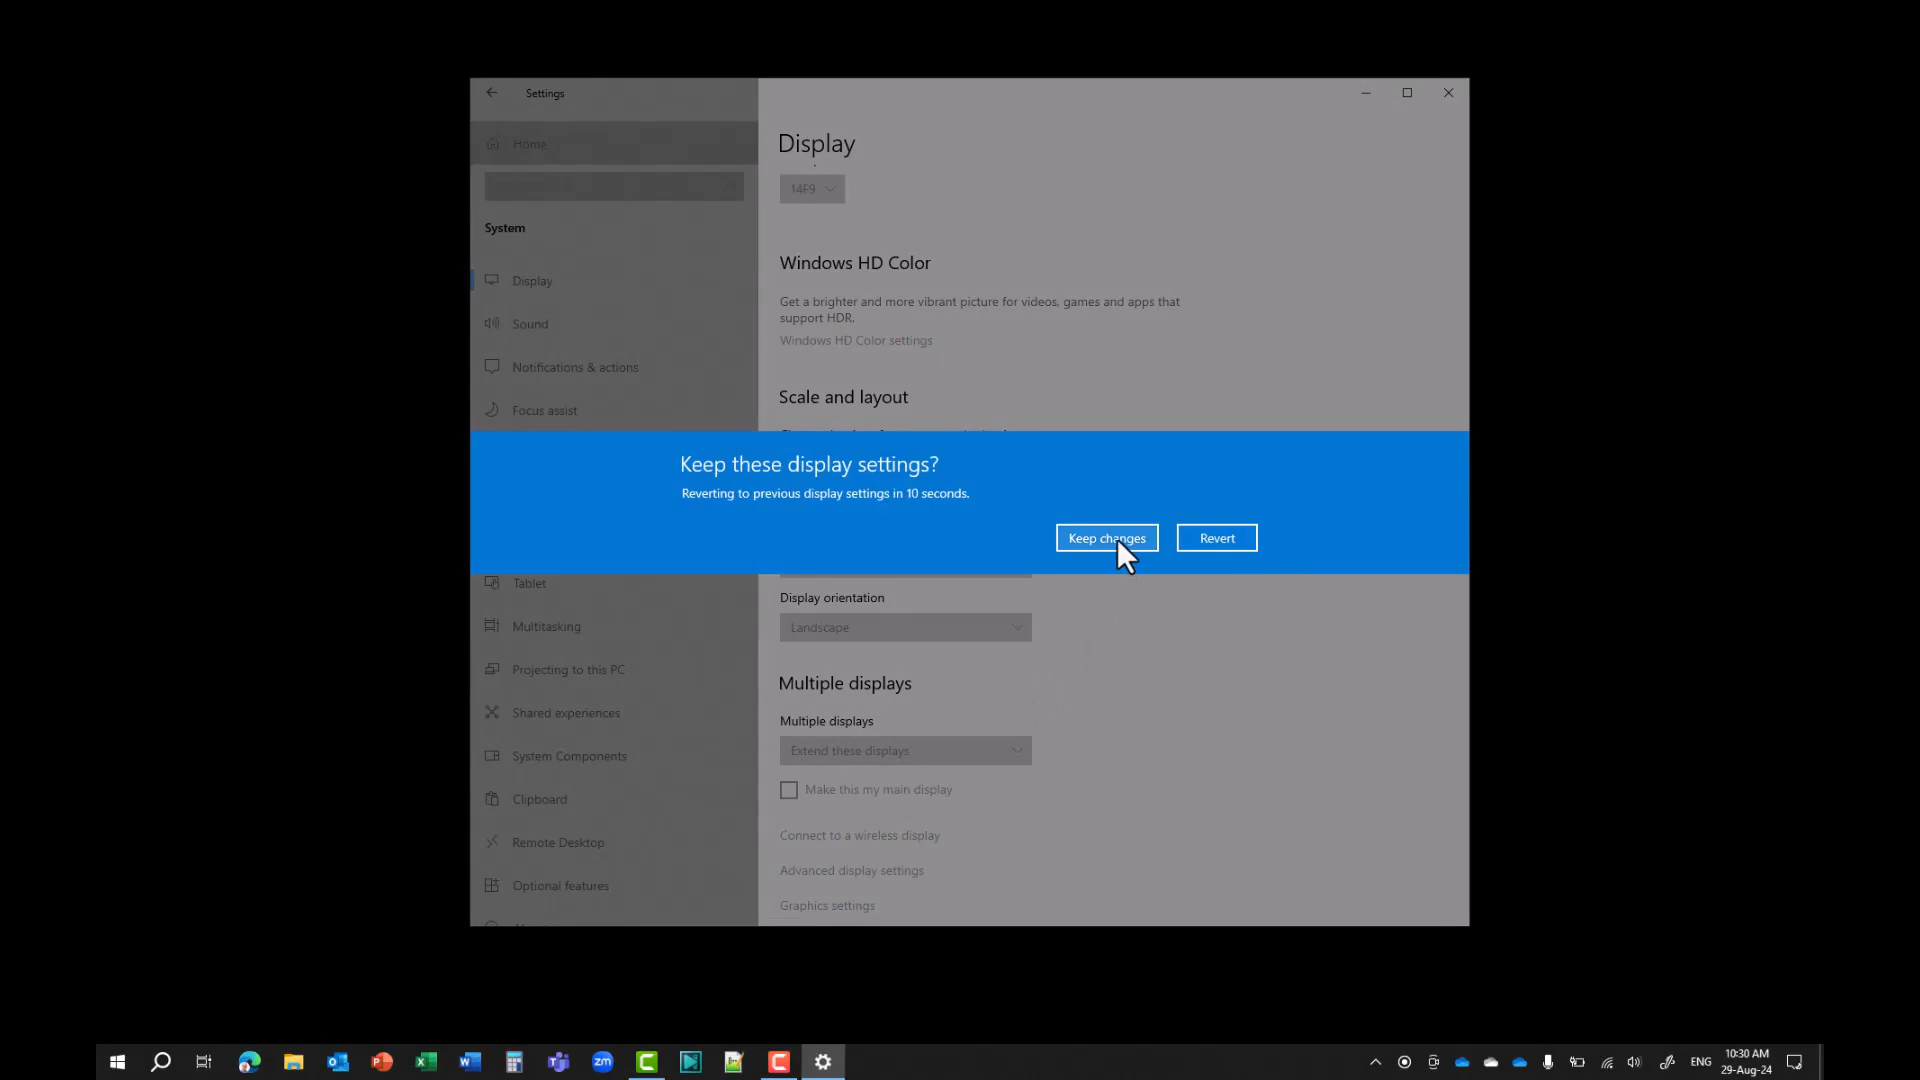 Settings
Home
Display
14F9
System
Windows HD Color
Display
Get a brighter and more vibrant picture for videos, games and apps that
support HDR.
Sound
Windows HD Color settings
Notifications & actions
Scale and layout
Focus assist
Keep these display settings?
Reverting to previous display settings in 10 seconds.
Keep changes
Revert
Tablet
Display orientation
Landscape
Multitasking
Projecting to this PC
Multiple displays
Shared experiences
Multiple displays
Extend these displays
System Components
Make this my main display
Clipboard
Connect to a wireless display
Remote Desktop
Advanced display settings
Optional features
Graphics settings
zm
ENG
10:30 AM
29-Aug-24